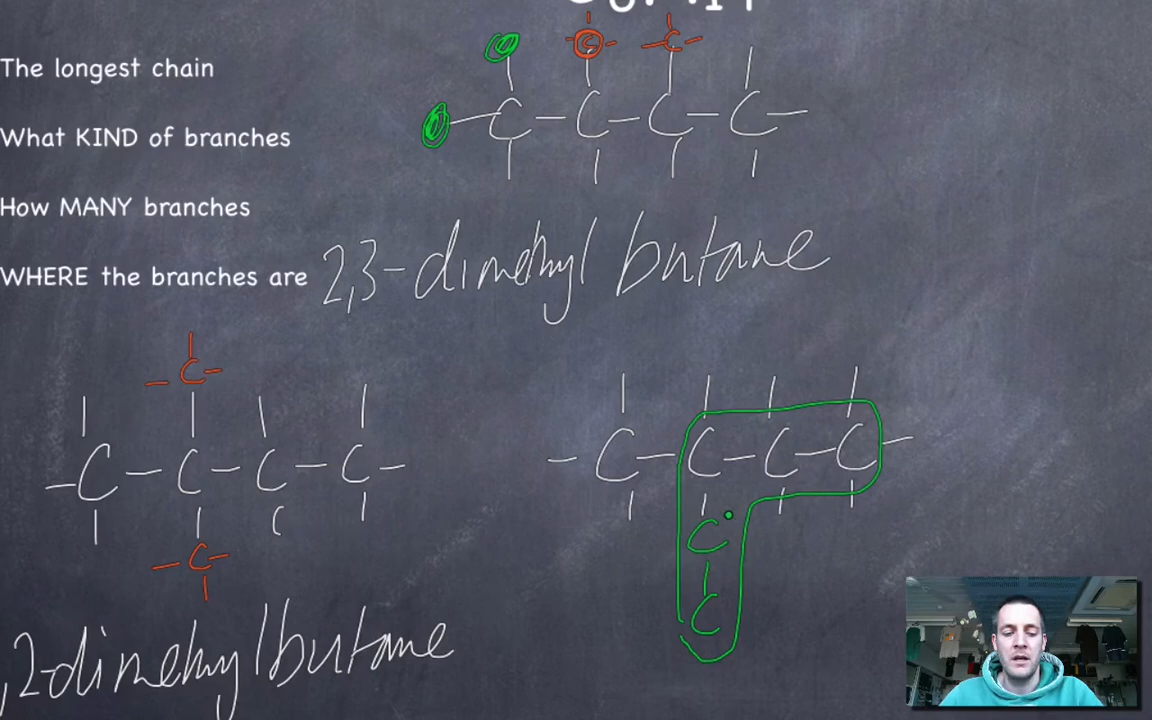 The longest chain
What KIND of branches
How MANY branches
WHERE the branches are
C
C
C - C - C - C
2,3-dimethyl butane
C
C - C - C - C
C
C
,2-dimethylbutane
C - C - C - C
C
C